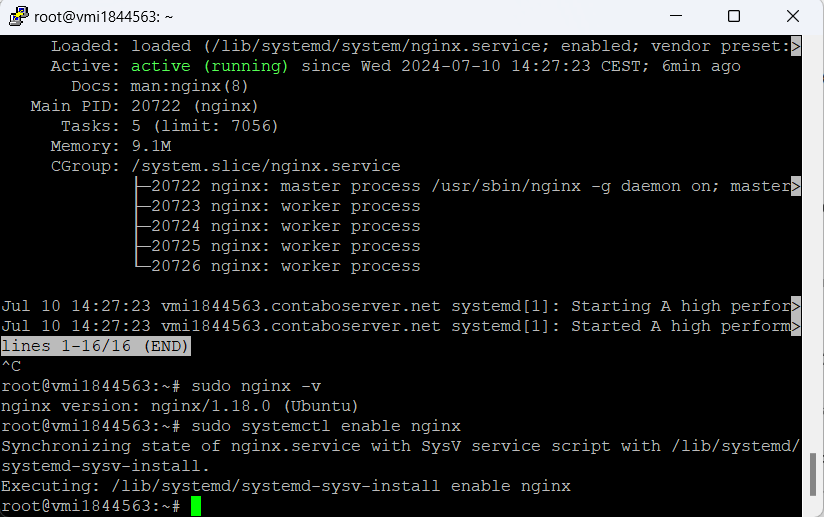 root@vmi1844563: ~
Loaded: loaded (/lib/systemd/system/nginx.service; enabled; vendor preset:>
Active: active (running) since Wed 2024-07-10 14:27:23 CEST; 6min ago
Docs: man:nginx(8)
Main PID: 20722 (nginx)
Tasks: 5 (limit: 7056)
Memory: 9.1M
CGroup: /system.slice/nginx.service
├─20722 nginx: master process /usr/sbin/nginx -g daemon on; master>
├─20723 nginx: worker process
├─20724 nginx: worker process
├─20725 nginx: worker process
└─20726 nginx: worker process
Jul 10 14:27:23 vmi1844563.contaboserver.net systemd[1]: Starting A high perfor>
Jul 10 14:27:23 vmi1844563.contaboserver.net systemd[1]: Started A high perform>
lines 1-16/16 (END)
^C
root@vmi1844563:~# sudo nginx -v
nginx version: nginx/1.18.0 (Ubuntu)
root@vmi1844563:~# sudo systemctl enable nginx
Synchronizing state of nginx.service with SysV service script with /lib/systemd/
systemd-sysv-install.
Executing: /lib/systemd/systemd-sysv-install enable nginx
root@vmi1844563:~#